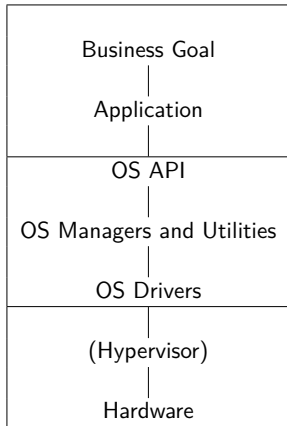 Business Goal
Application
OS API
OS Managers and Utilities
OS Drivers
(Hypervisor)
Hardware